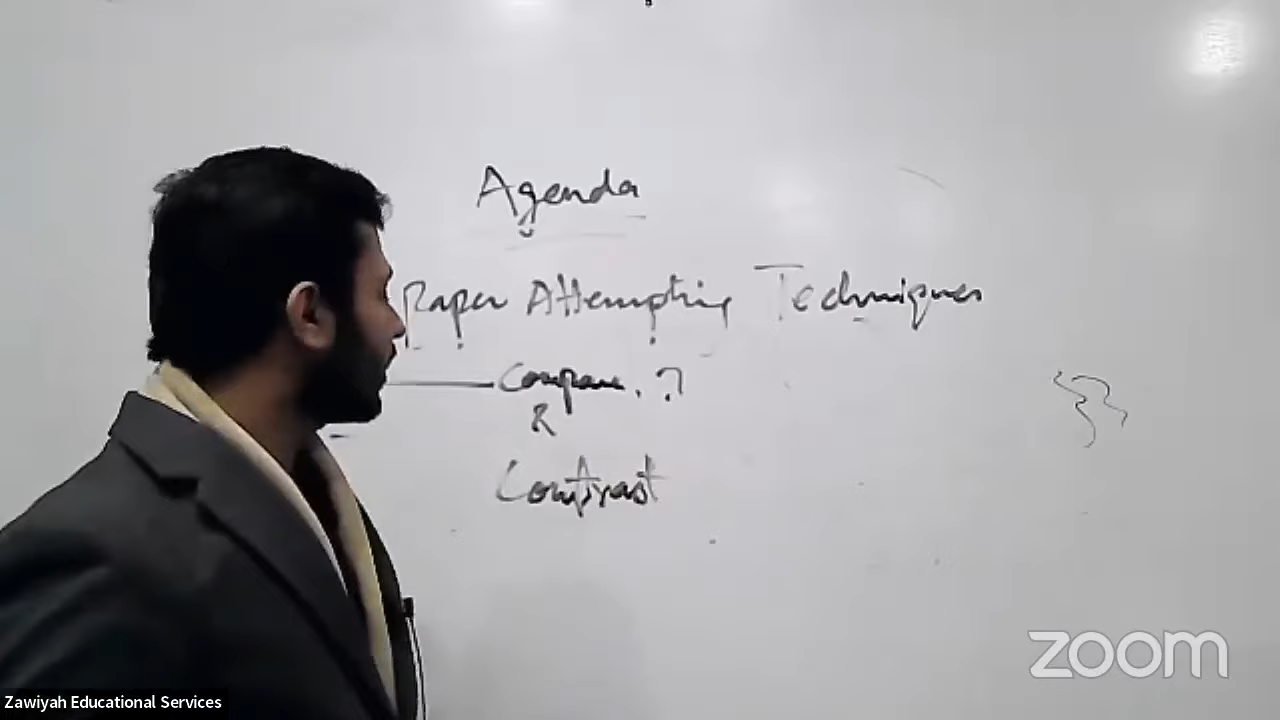 Agenda
Paper Attempting Techniques
Compare. ?
&
Contrast
zoom
Zawiyah Educational Services